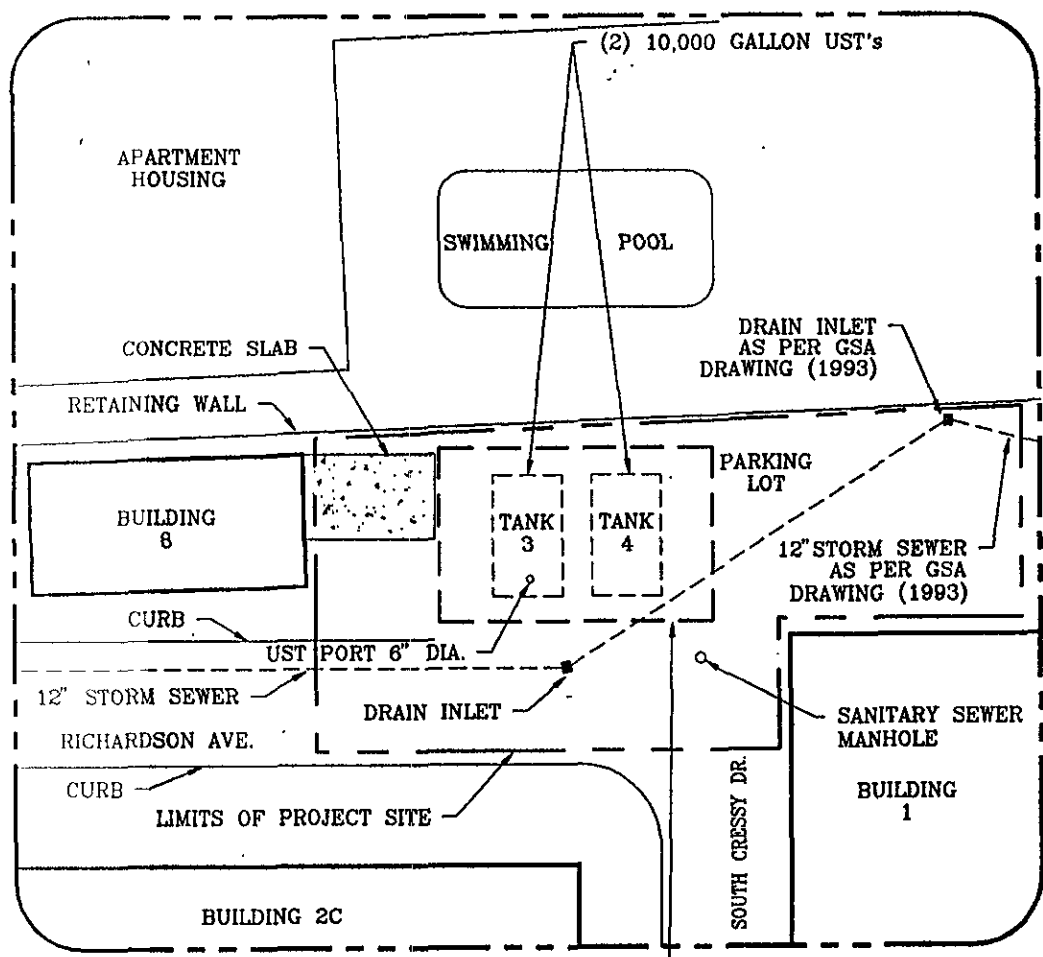 (2) 10,000 GALLON UST's
APARTMENT
HOUSING
SWIMMING POOL
DRAIN INLET
AS PER GSA
DRAWING (1993)
CONCRETE SLAB
RETAINING WALL
PARKING
LOT
BUILDING
8
TANK
3
TANK
4
12" STORM SEWER
AS PER GSA
DRAWING (1993)
CURB
UST PORT 6" DIA.
12" STORM SEWER
DRAIN INLET
SANITARY SEWER
MANHOLE
RICHARDSON AVE.
CURB
LIMITS OF PROJECT SITE
SOUTH CRESSY DR.
BUILDING
1
BUILDING 2C